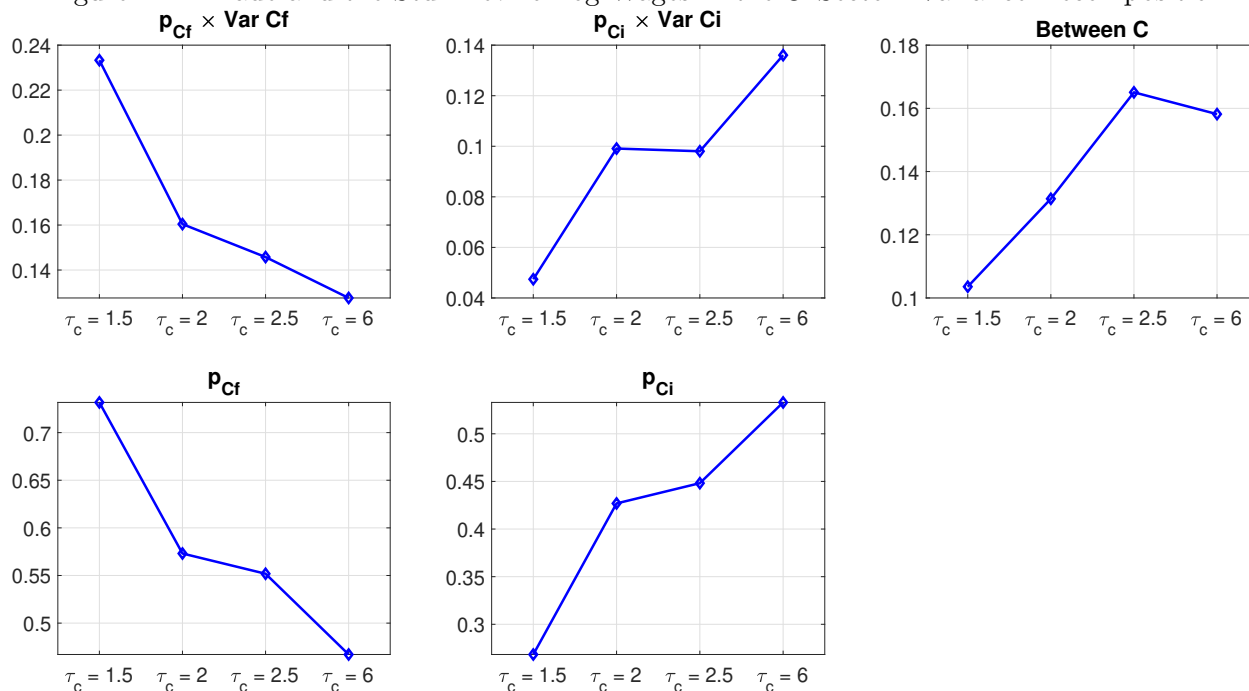 p_Cf × Var Cf
p_Ci × Var Ci
Between C
0.24
0.22
0.2
0.18
0.16
0.14
τ_c = 1.5
τ_c = 2
τ_c = 2.5
τ_c = 6
0.14
0.12
0.1
0.08
0.06
0.04
τ_c = 1.5
τ_c = 2
τ_c = 2.5
τ_c = 6
0.18
0.16
0.14
0.12
0.1
τ_c = 1.5
τ_c = 2
τ_c = 2.5
τ_c = 6
p_Cf
0.7
0.65
0.6
0.55
0.5
τ_c = 1.5
τ_c = 2
τ_c = 2.5
τ_c = 6
p_Ci
0.5
0.45
0.4
0.35
0.3
τ_c = 1.5
τ_c = 2
τ_c = 2.5
τ_c = 6